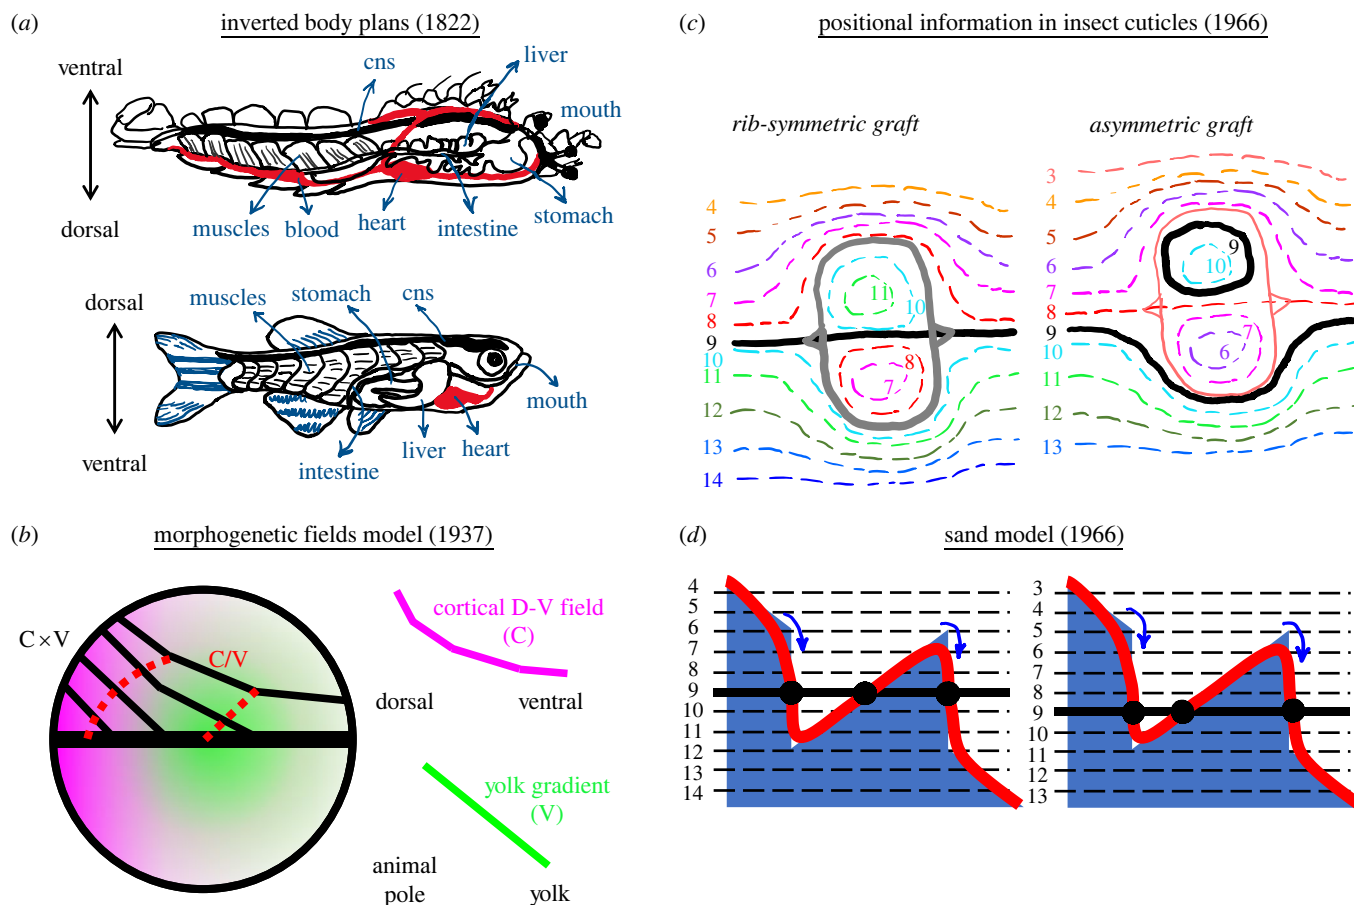 (a) inverted body plans (1822)
ventral
dorsal
cns
liver
mouth
muscles
blood
heart
intestine
stomach
dorsal
ventral
muscles
stomach
cns
mouth
intestine
liver
heart
(b) morphogenetic fields model (1937)
C × V
C/V
cortical D-V field
(C)
dorsal
ventral
yolk gradient
(V)
animal
pole
yolk
(c) positional information in insect cuticles (1966)
rib-symmetric graft
4
5
6
7
8
9
10
11
12
13
14
11
10
8
7
asymmetric graft
3
4
5
6
7
8
9
10
11
12
13
9
10
7
6
(d) sand model (1966)
4
5
6
7
8
9
10
11
12
13
14
3
4
5
6
7
8
9
10
11
12
13